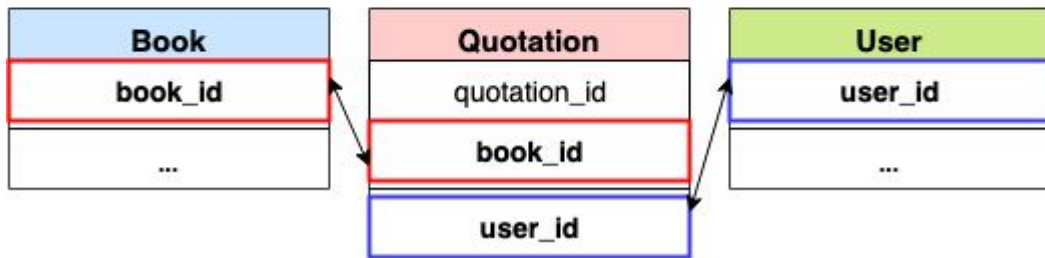 Book
book_id
...
Quotation
quotation_id
book_id
user_id
User
user_id
...